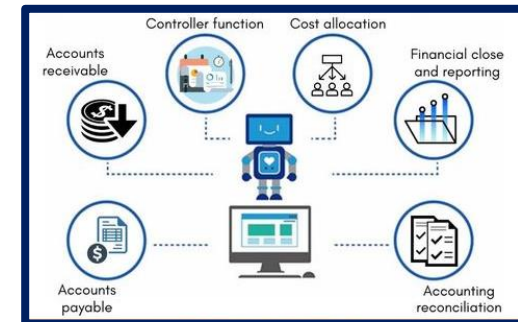 Controller function
Cost allocation
Accounts
receivable
Financial close
and reporting
Accounts
payable
Accounting
reconciliation